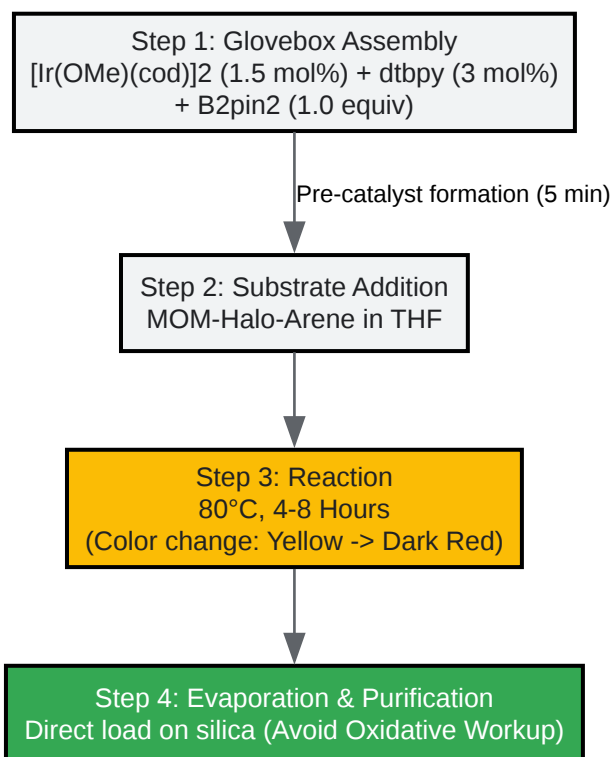 Step 1: Glovebox Assembly
[Ir(OMe)(cod)]2 (1.5 mol%) + dtbpy (3 mol%)
+ B2pin2 (1.0 equiv)
Pre-catalyst formation (5 min)
Step 2: Substrate Addition
MOM-Halo-Arene in THF
Step 3: Reaction
80°C, 4-8 Hours
(Color change: Yellow -> Dark Red)
Step 4: Evaporation & Purification
Direct load on silica (Avoid Oxidative Workup)